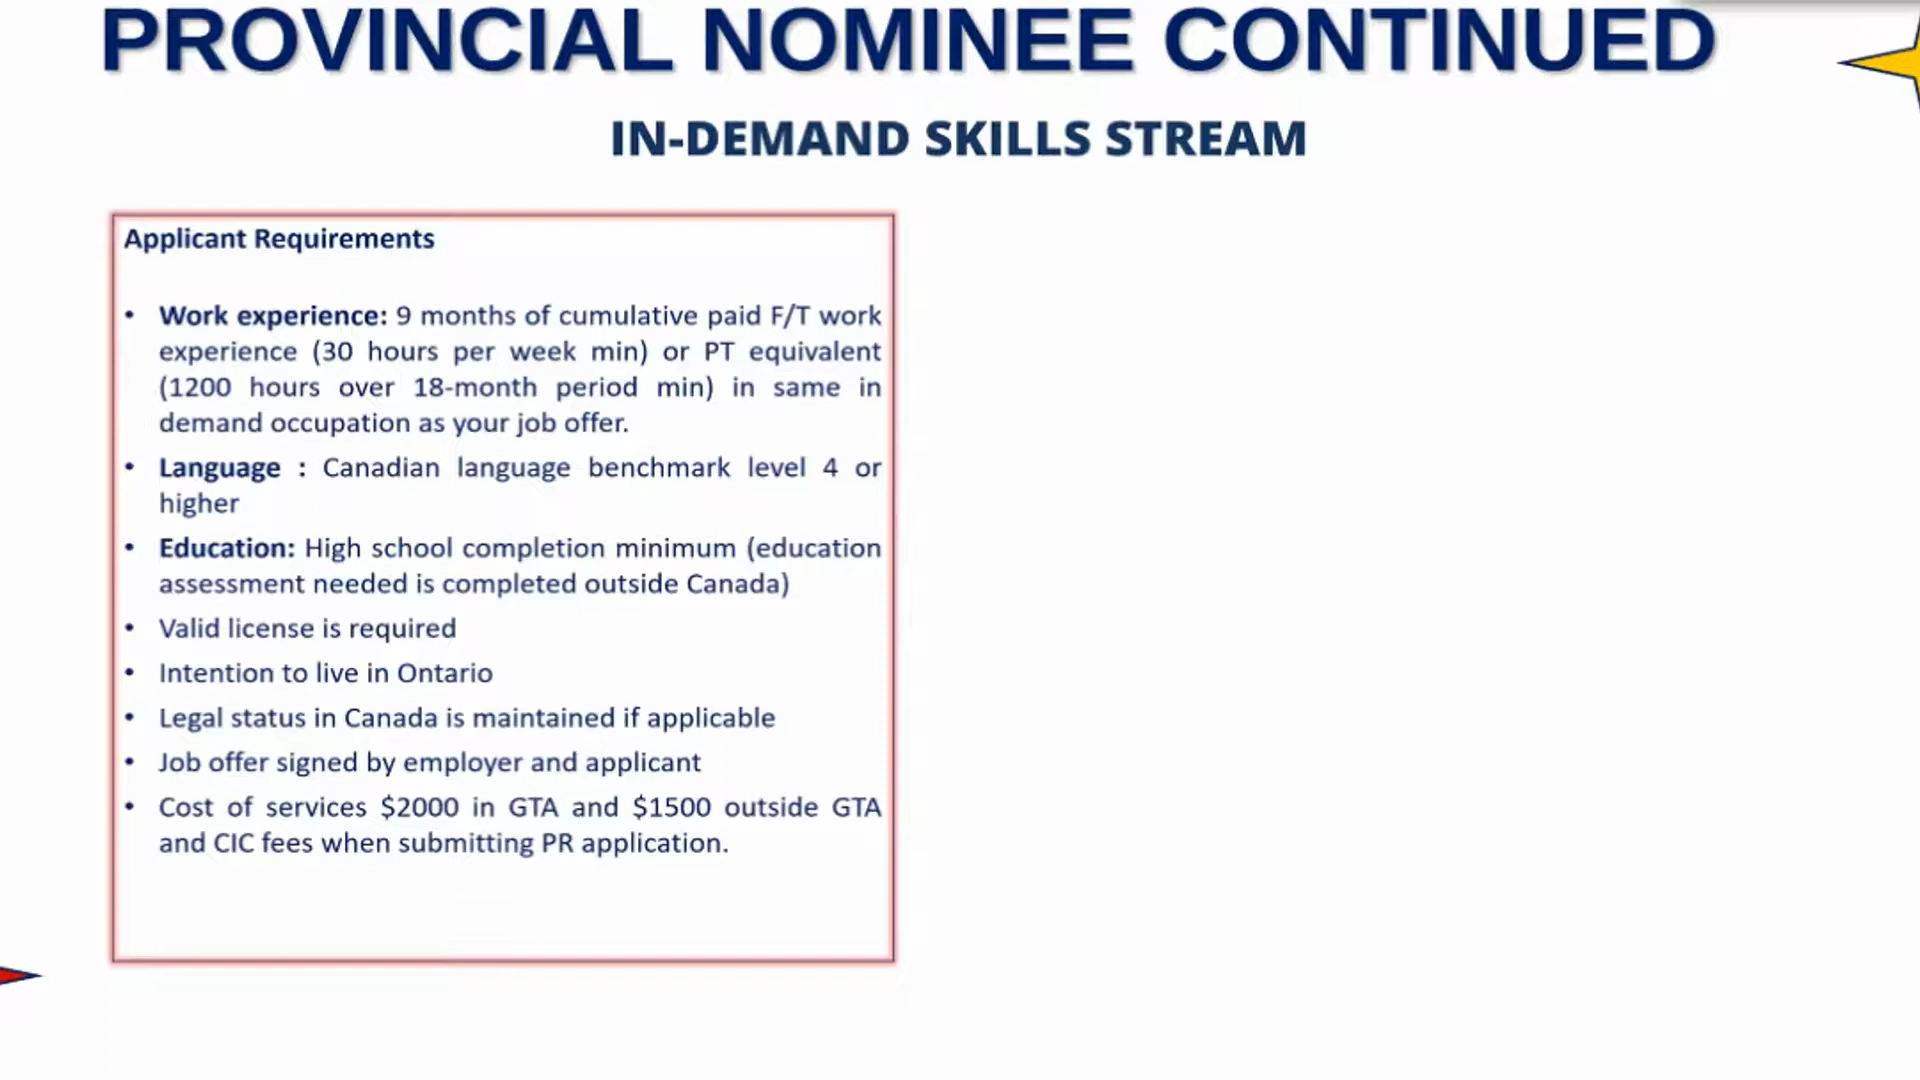 PROVINCIAL NOMINEE CONTINUED
IN-DEMAND SKILLS STREAM
Applicant Requirements
• Work experience: 9 months of cumulative paid F/T work
experience (30 hours per week min) or PT equivalent
(1200 hours over 18-month period min) in same in
demand occupation as your job offer.
• Language : Canadian language benchmark level 4 or
higher
• Education: High school completion minimum (education
assessment needed is completed outside Canada)
• Valid license is required
• Intention to live in Ontario
• Legal status in Canada is maintained if applicable
• Job offer signed by employer and applicant
• Cost of services $2000 in GTA and $1500 outside GTA
and CIC fees when submitting PR application.